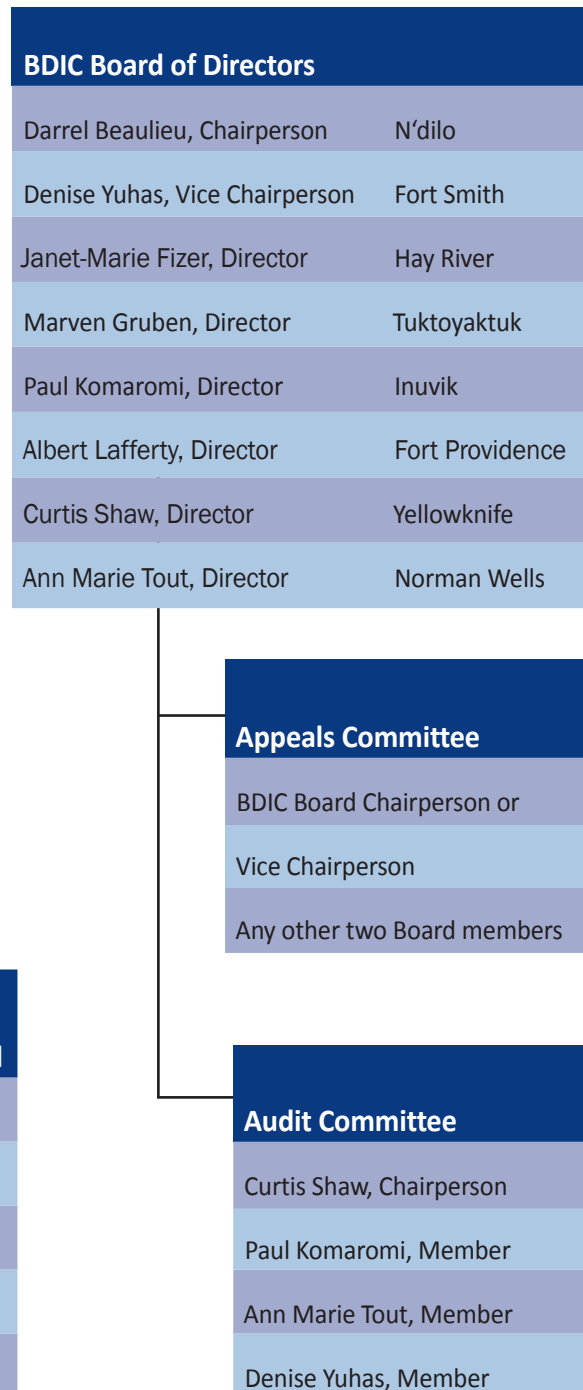 BDIC Board of Directors
Darrel Beaulieu, Chairperson N‘dilo
Denise Yuhas, Vice Chairperson Fort Smith
Janet-Marie Fizer, Director Hay River
Marven Gruben, Director Tuktoyaktuk
Paul Komaromi, Director Inuvik
Albert Lafferty, Director Fort Providence
Curtis Shaw, Director Yellowknife
Ann Marie Tout, Director Norman Wells
Appeals Committee
BDIC Board Chairperson or
Vice Chairperson
Any other two Board members
Audit Committee
Curtis Shaw, Chairperson
Paul Komaromi, Member
Ann Marie Tout, Member
Denise Yuhas, Member